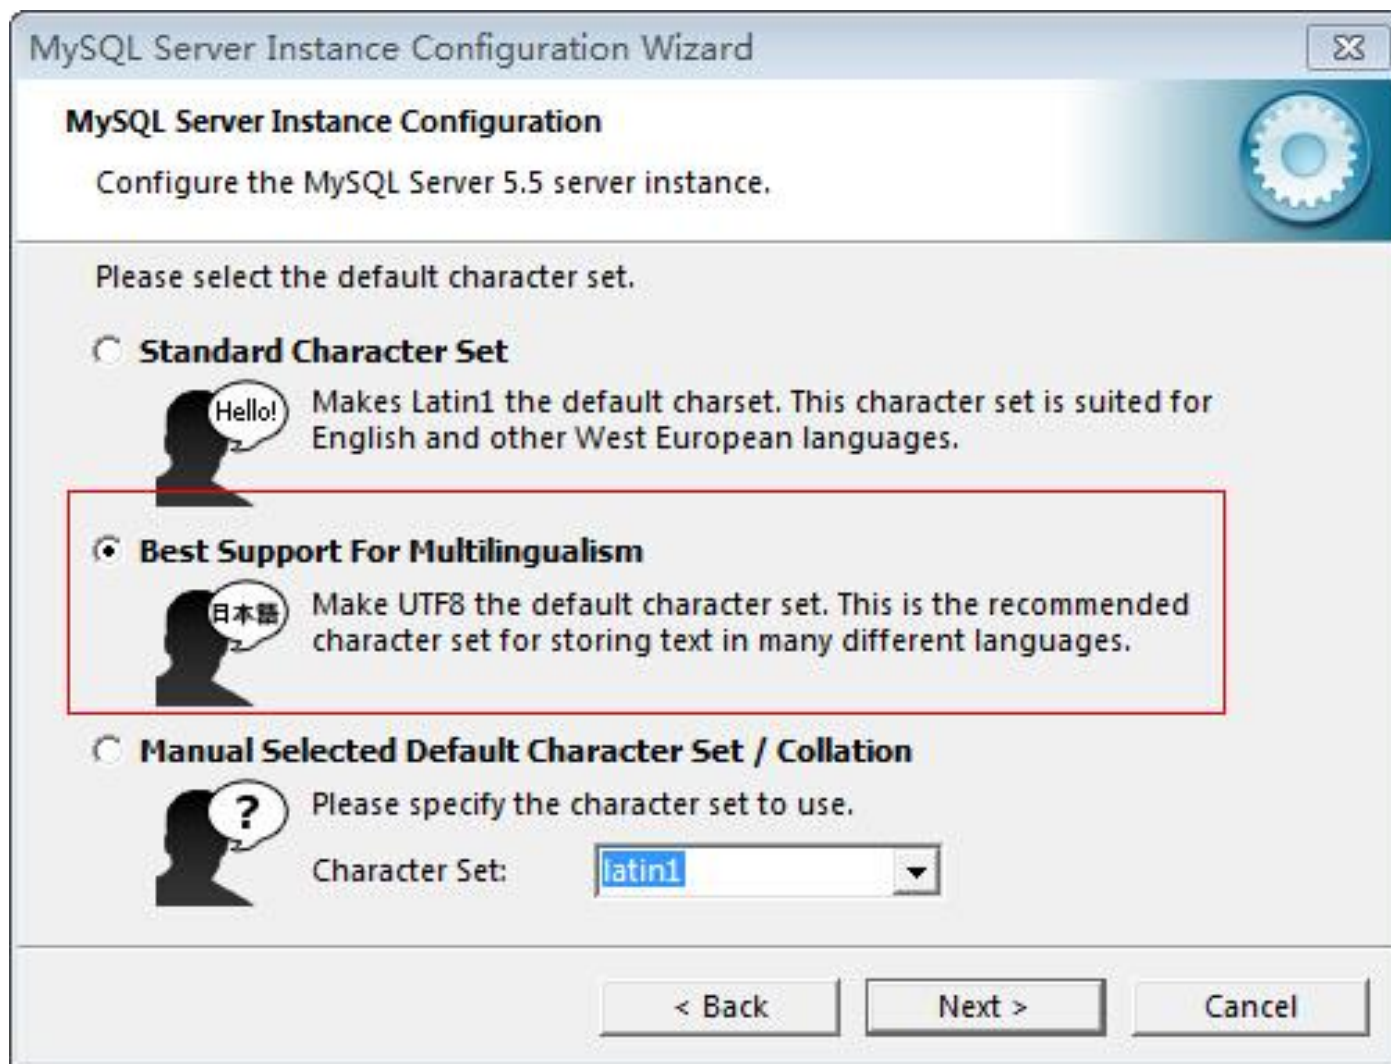 MySQL Server Instance Configuration Wizard
MySQL Server Instance Configuration
Configure the MySQL Server 5.5 server instance.
Please select the default character set.
Standard Character Set
Hello!
Makes Latin1 the default charset. This character set is suited for
English and other West European languages.
Best Support For Multilingualism
日本語
Make UTF8 the default character set. This is the recommended
character set for storing text in many different languages.
Manual Selected Default Character Set / Collation
?
Please specify the character set to use.
Character Set: latin1
< Back Next > Cancel